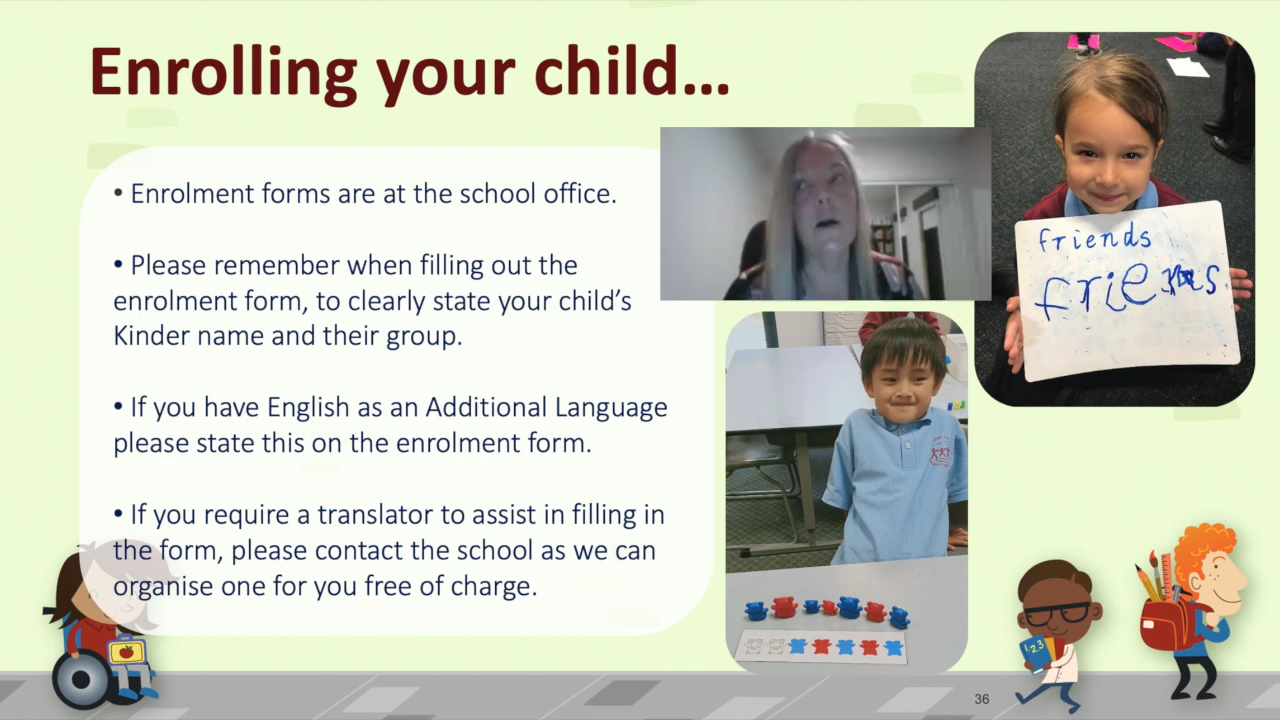 Enrolling your child...
• Enrolment forms are at the school office.
• Please remember when filling out the
enrolment form, to clearly state your child’s
Kinder name and their group.
• If you have English as an Additional Language
please state this on the enrolment form.
• If you require a translator to assist in filling in
the form, please contact the school as we can
organise one for you free of charge.
friends
1,2,3
36